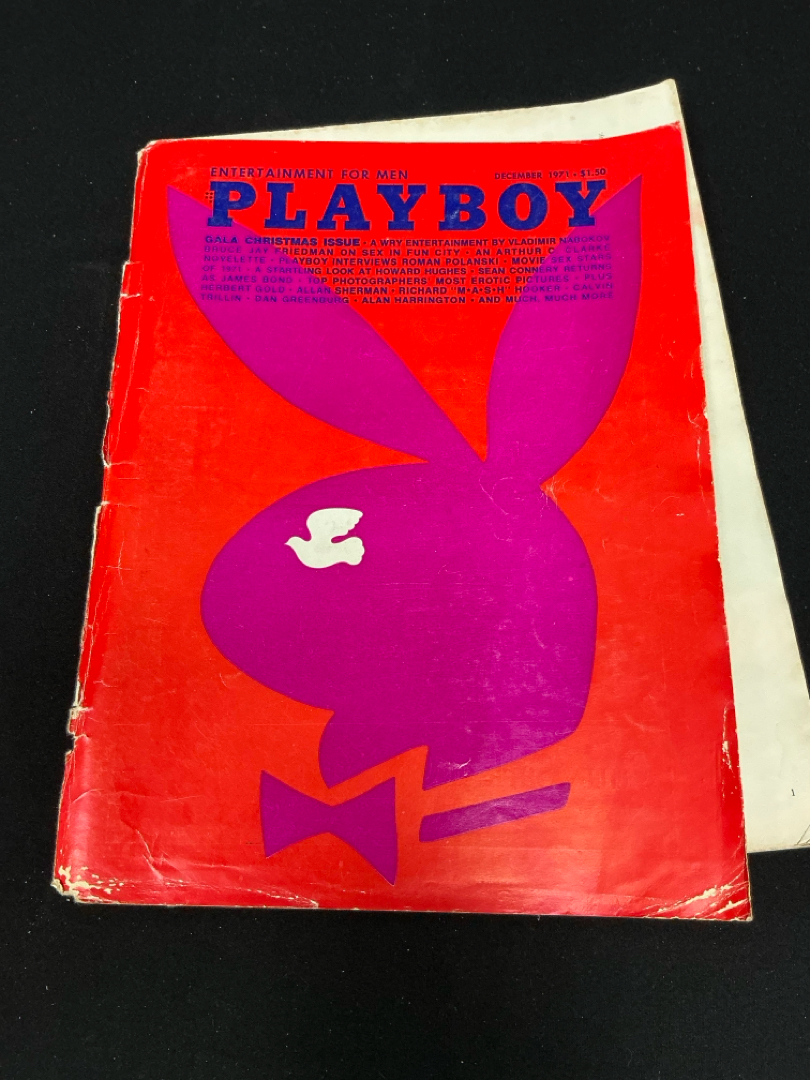 ENTERTAINMENT FOR MEN
DECEMBER 1971 • $1.50
PLAYBOY
GALA CHRISTMAS ISSUE • A WRY ENTERTAINMENT BY VLADIMIR NABOKOV
BRUCE JAY FRIEDMAN ON SEX IN FUN CITY • AN ARTHUR C. CLARKE
NOVELETTE • PLAYBOY INTERVIEWS ROMAN POLANSKI • MOVIE SEX STARS
OF 1971 • A STARTLING LOOK AT HOWARD HUGHES • SEAN CONNERY RETURNS
AS JAMES BOND • TOP PHOTOGRAPHERS' MOST EROTIC PICTURES • PLUS
HERBERT GOLD • ALLAN SHERMAN • RICHARD "M*A*S*H" HOOKER • CALVIN
TRILLIN • DAN GREENBURG • ALAN HARRINGTON • AND MUCH, MUCH MORE